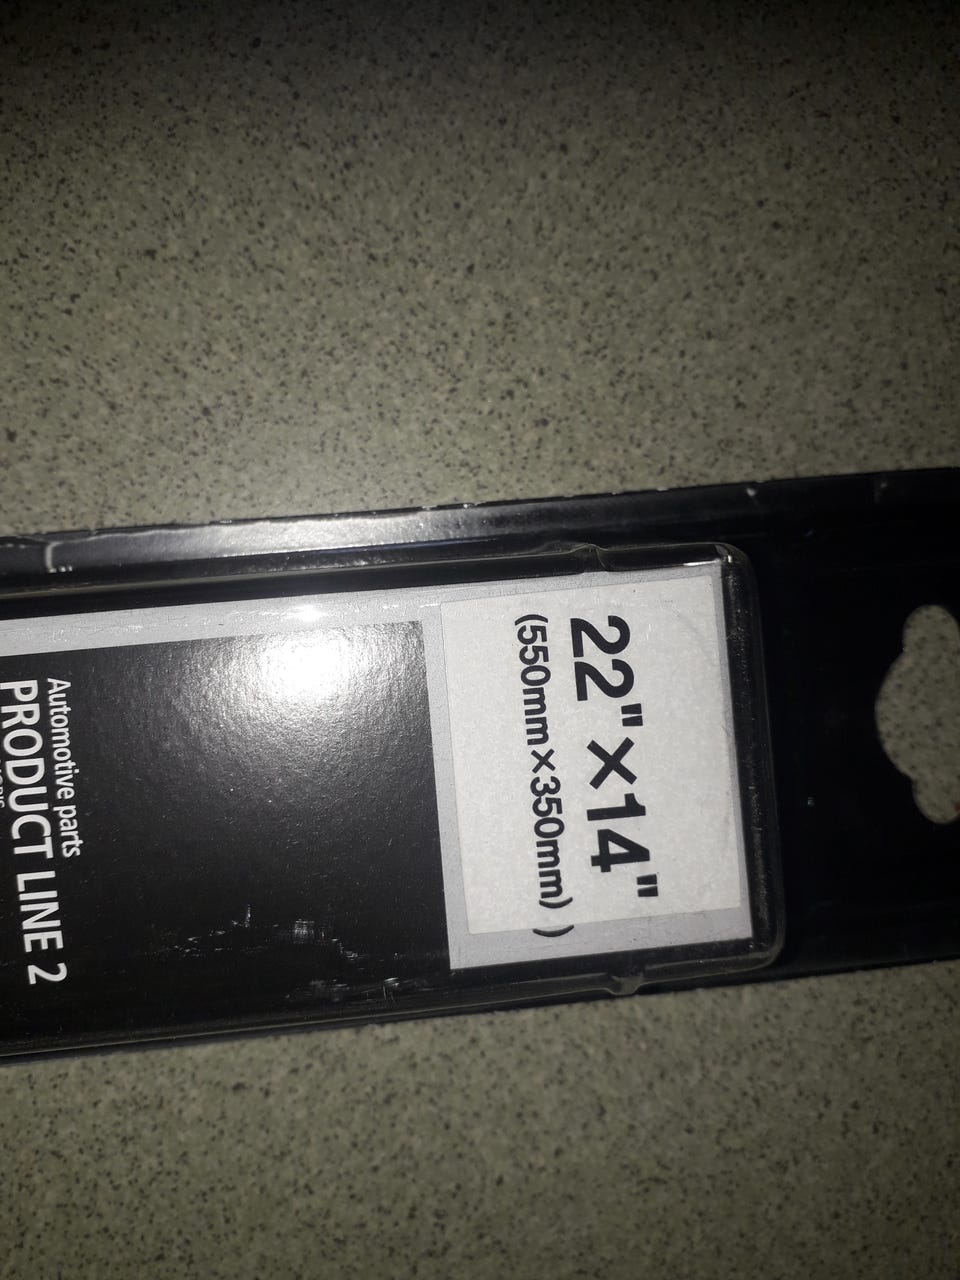 22"×14"
(550mm×350mm)
)
Automotive parts
PRODUCT LINE 2